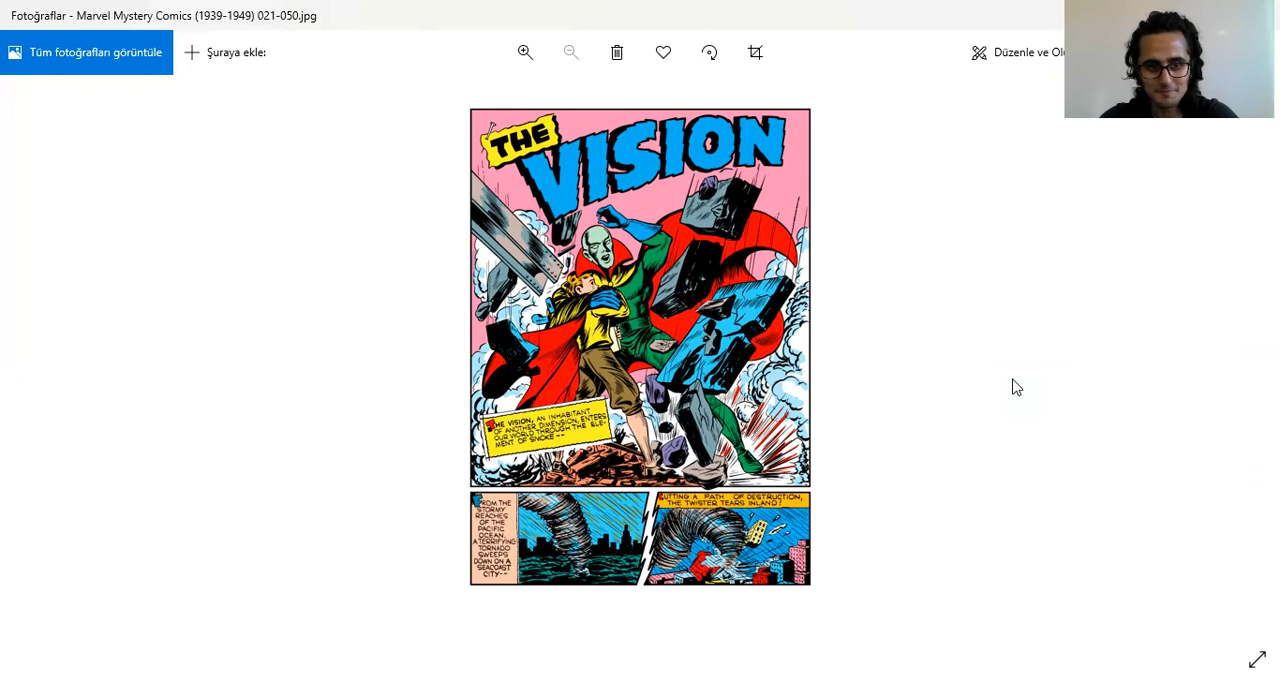 Fotoğraflar - Marvel Mystery Comics (1939-1949) 021-050.jpg
Tüm fotoğrafları görüntüle
Şuraya ekle:
Düzenle ve Ol
THE
VISION
THE VISION, AN INHABITANT
OF ANOTHER DIMENSION, ENTERS
OUR WORLD THROUGH THE ELE-
MENT OF SMOKE --
FROM THE
STORMY
REACHES
OF THE
PACIFIC
OCEAN,
A TERRIFYING
TORNADO
SWEEPS
DOWN ON A
SEACOAST
CITY--
CUTTING A PATH OF DESTRUCTION,
THE TWISTER TEARS INLAND!